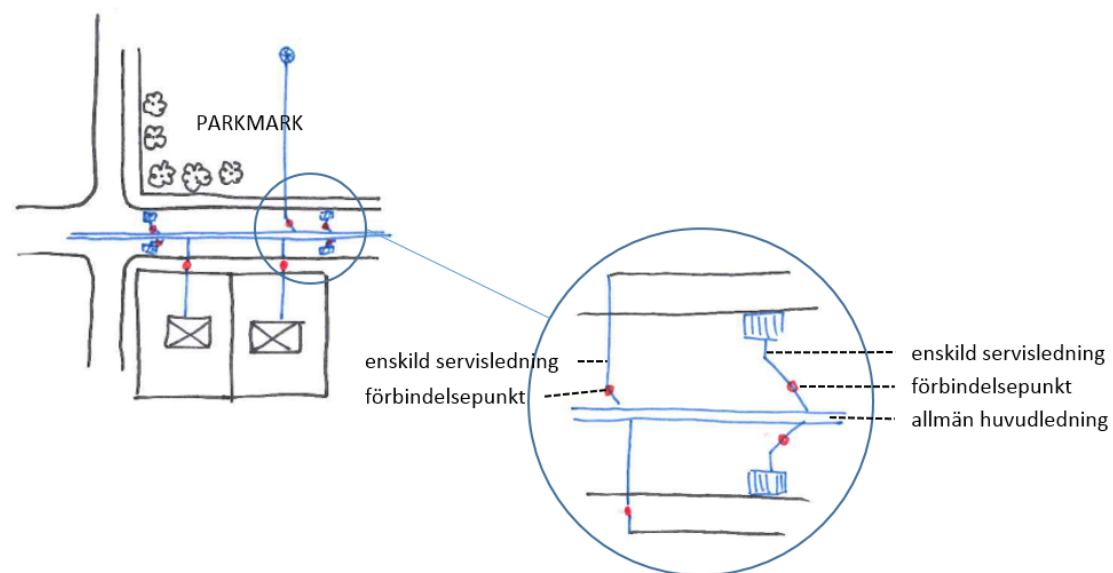 PARKMARK
enskild servisledning
förbindelsepunkt
enskild servisledning
förbindelsepunkt
allmän huvudledning